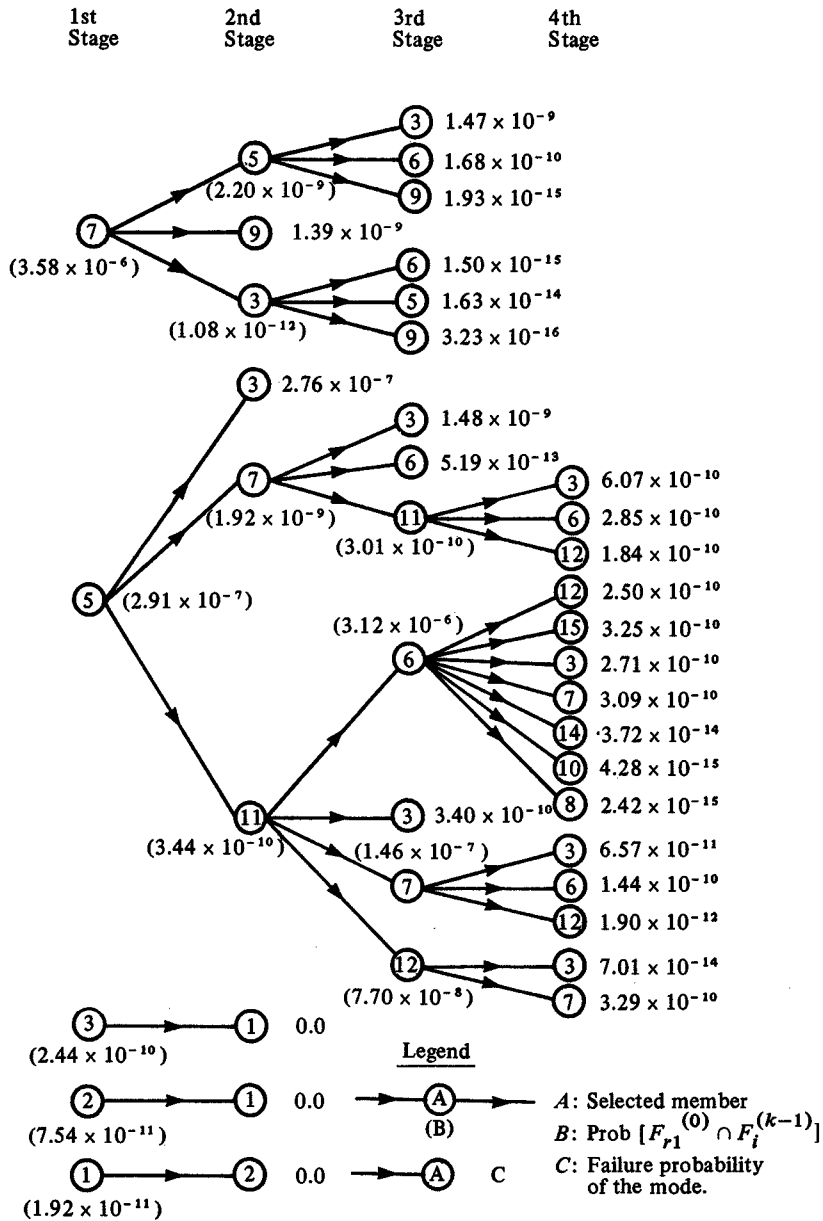 1st Stage
2nd Stage
3rd Stage
4th Stage
3 1.47 × 10⁻⁹
5
6 1.68 × 10⁻¹⁰
(2.20 × 10⁻⁹)
9 1.93 × 10⁻¹⁵
7
9 1.39 × 10⁻⁹
(3.58 × 10⁻⁶)
6 1.50 × 10⁻¹⁵
3
5 1.63 × 10⁻¹⁴
(1.08 × 10⁻¹²)
9 3.23 × 10⁻¹⁶
3 2.76 × 10⁻⁷
3 1.48 × 10⁻⁹
6 5.19 × 10⁻¹³
7
3 6.07 × 10⁻¹⁰
(1.92 × 10⁻⁹)
11
6 2.85 × 10⁻¹⁰
(3.01 × 10⁻¹⁰)
12 1.84 × 10⁻¹⁰
12 2.50 × 10⁻¹⁰
5 (2.91 × 10⁻⁷)
(3.12 × 10⁻⁶)
15 3.25 × 10⁻¹⁰
6
3 2.71 × 10⁻¹⁰
7 3.09 × 10⁻¹⁰
14 3.72 × 10⁻¹⁴
10 4.28 × 10⁻¹⁵
8 2.42 × 10⁻¹⁵
11
3 3.40 × 10⁻¹⁰
(3.44 × 10⁻¹⁰)
(1.46 × 10⁻⁷)
3 6.57 × 10⁻¹¹
7
6 1.44 × 10⁻¹⁰
12 1.90 × 10⁻¹²
12
3 7.01 × 10⁻¹⁴
(7.70 × 10⁻⁸)
7 3.29 × 10⁻¹⁰
3 1 0.0
(2.44 × 10⁻¹⁰)
2 1 0.0
(7.54 × 10⁻¹¹)
1 2 0.0
(1.92 × 10⁻¹¹)
Legend
A
(B)
A C
A: Selected member
B: Prob [F_{r1}^{(0)} ∩ F_i^{(k−1)}]
C: Failure probability
of the mode.